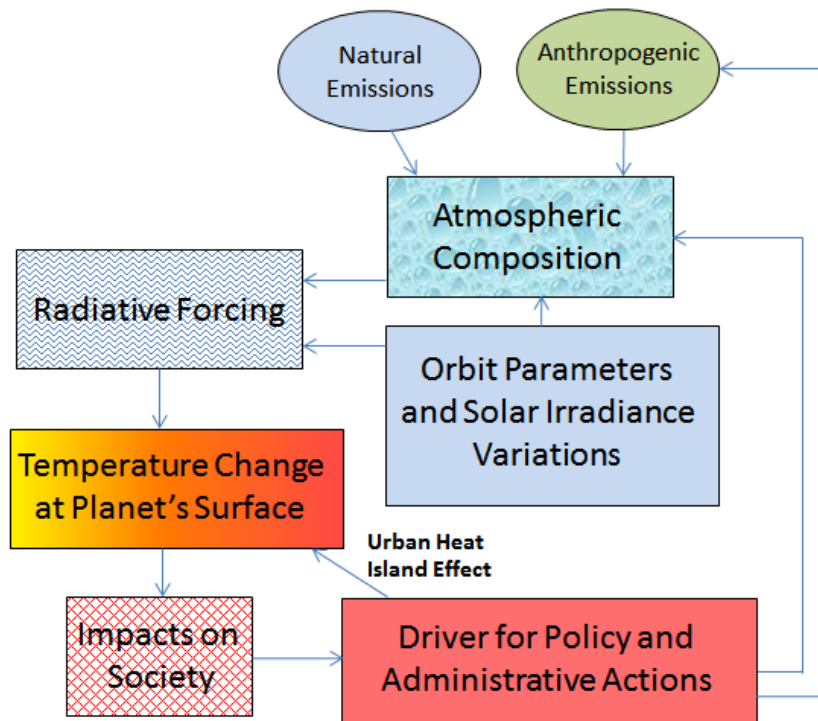 Natural
Emissions
Anthropogenic
Emissions
Atmospheric
Composition
Radiative Forcing
Orbit Parameters
and Solar Irradiance
Variations
Temperature Change
at Planet's Surface
Urban Heat
Island Effect
Impacts on
Society
Driver for Policy and
Administrative Actions